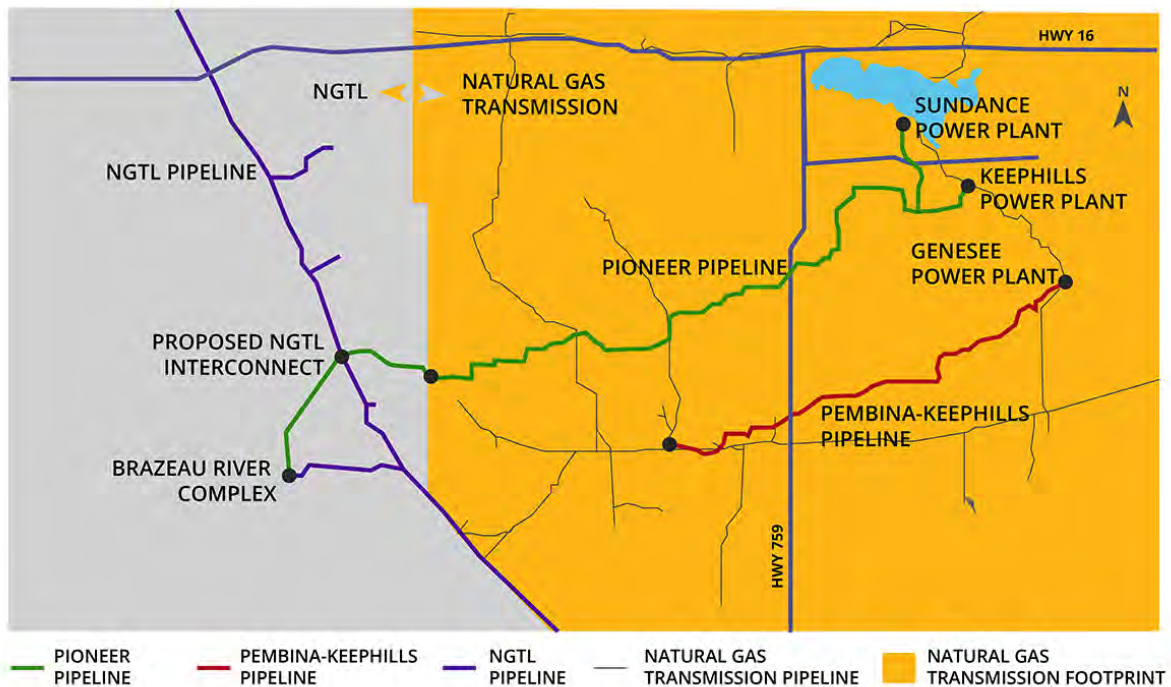 HWY 16
NGTL
NATURAL GAS
TRANSMISSION
N
SUNDANCE
POWER PLANT
NGTL PIPELINE
KEEPHILLS
POWER PLANT
GENESEE
POWER PLANT
PIONEER PIPELINE
PROPOSED NGTL
INTERCONNECT
PEMBINA-KEEPHILLS
PIPELINE
BRAZEAU RIVER
COMPLEX
HWY 759
PIONEER
PIPELINE
PEMBINA-KEEPHILLS
PIPELINE
NGTL
PIPELINE
NATURAL GAS
TRANSMISSION PIPELINE
NATURAL GAS
TRANSMISSION FOOTPRINT